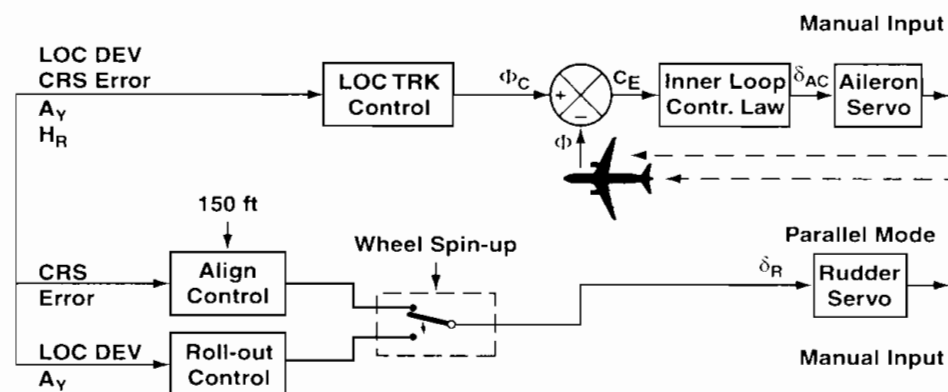 Manual Input
LOC DEV
CRS Error
A_Y
H_R
LOC TRK
Control
Φ_C
+
−
Φ
C_E
Inner Loop
Contr. Law
δ_AC
Aileron
Servo
150 ft
CRS
Error
Align
Control
Wheel Spin-up
Parallel Mode
δ_R
Rudder
Servo
LOC DEV
A_Y
Roll-out
Control
Manual Input